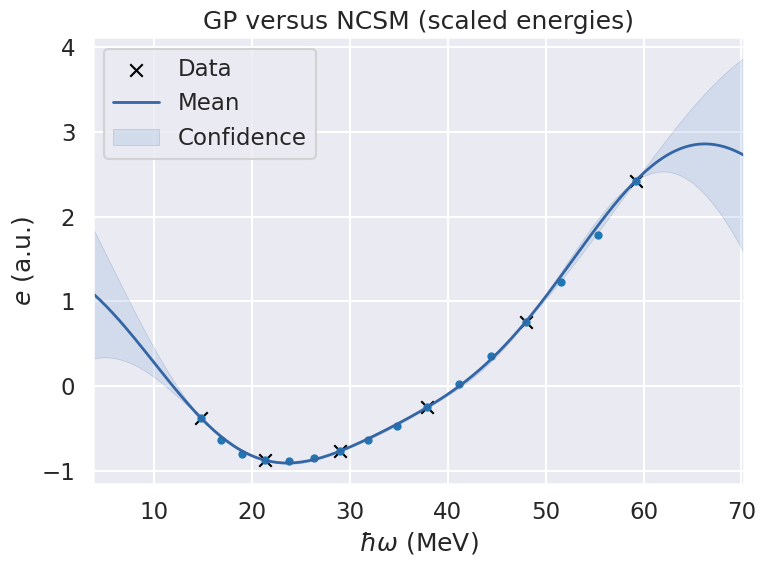 GP versus NCSM (scaled energies)
4
3
2
1
0
−1
e (a.u.)
Data
Mean
Confidence
10 20 30 40 50 60 70
ħω (MeV)